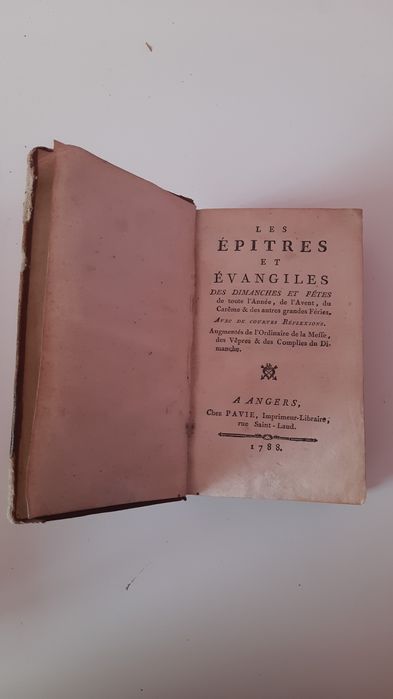 LES
ÉPITRES
ET
ÉVANGILES
DES DIMANCHES ET FÊTES
de toute l'Année, de l'Avent, du
Carême & des autres grandes Féries.
AVEC DE COURTES RÉFLEXIONS.
Augmentés de l'Ordinaire de la Messe,
des Vêpres & des Complies du Di-
manche.
A ANGERS,
Chez PAVIE, Imprimeur-Libraire,
rue Saint-Laud.
1788.